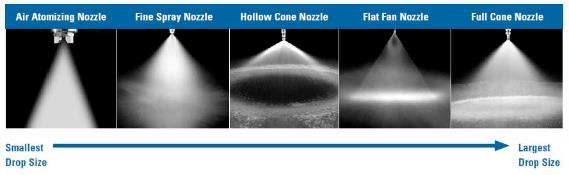 Air Atomizing Nozzle
Fine Spray Nozzle
Hollow Cone Nozzle
Flat Fan Nozzle
Full Cone Nozzle
Smallest
Drop Size
Largest
Drop Size